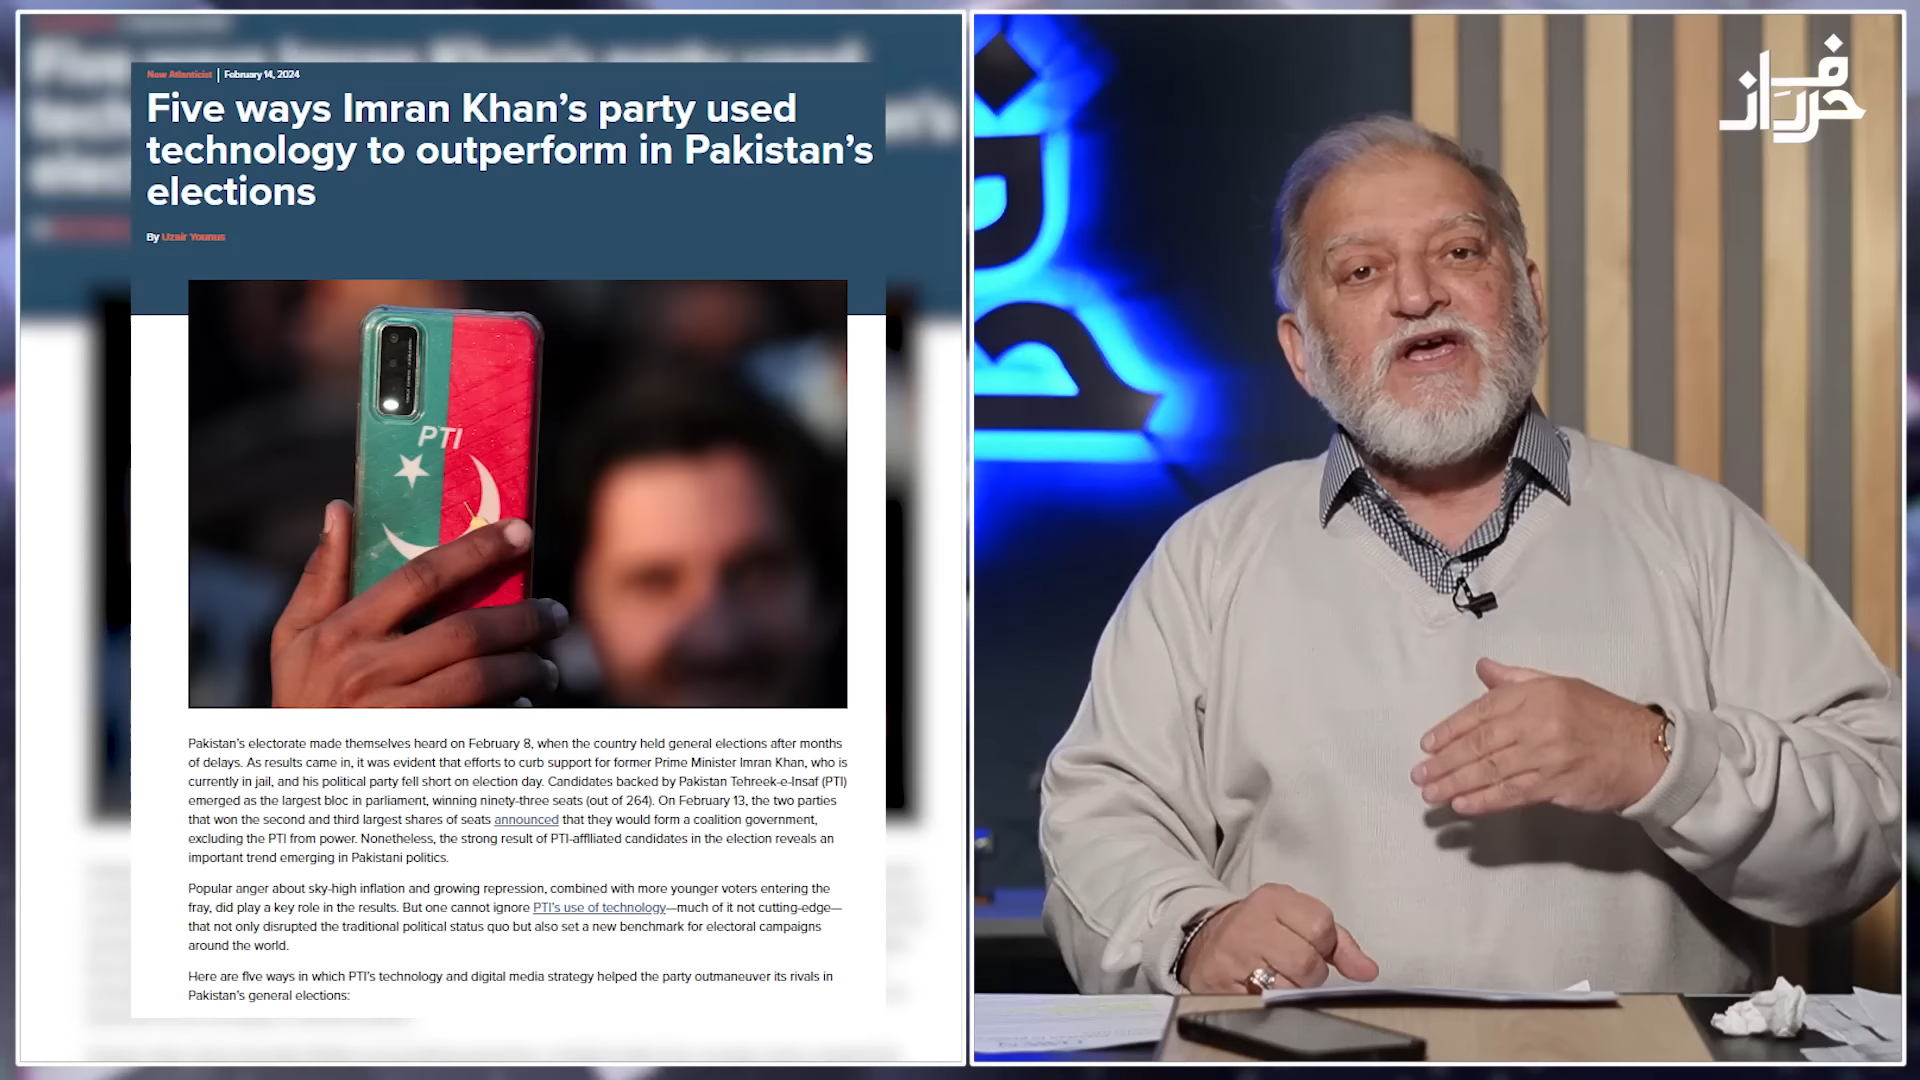 New Atlanticist | February 14, 2024
Five ways Imran Khan's party used
technology to outperform in Pakistan's
elections
By Uzair Younus
PTI
Pakistan's electorate made themselves heard on February 8, when the country held general elections after months
of delays. As results came in, it was evident that efforts to curb support for former Prime Minister Imran Khan, who is
currently in jail, and his political party fell short on election day. Candidates backed by Pakistan Tehreek-e-Insaf (PTI)
emerged as the largest bloc in parliament, winning ninety-three seats (out of 264). On February 13, the two parties
that won the second and third largest shares of seats announced that they would form a coalition government,
excluding the PTI from power. Nonetheless, the strong result of PTI-affiliated candidates in the election reveals an
important trend emerging in Pakistani politics.
Popular anger about sky-high inflation and growing repression, combined with more younger voters entering the
fray, did play a key role in the results. But one cannot ignore PTI's use of technology—much of it not cutting-edge—
that not only disrupted the traditional political status quo but also set a new benchmark for electoral campaigns
around the world.
Here are five ways in which PTI's technology and digital media strategy helped the party outmaneuver its rivals in
Pakistan's general elections: